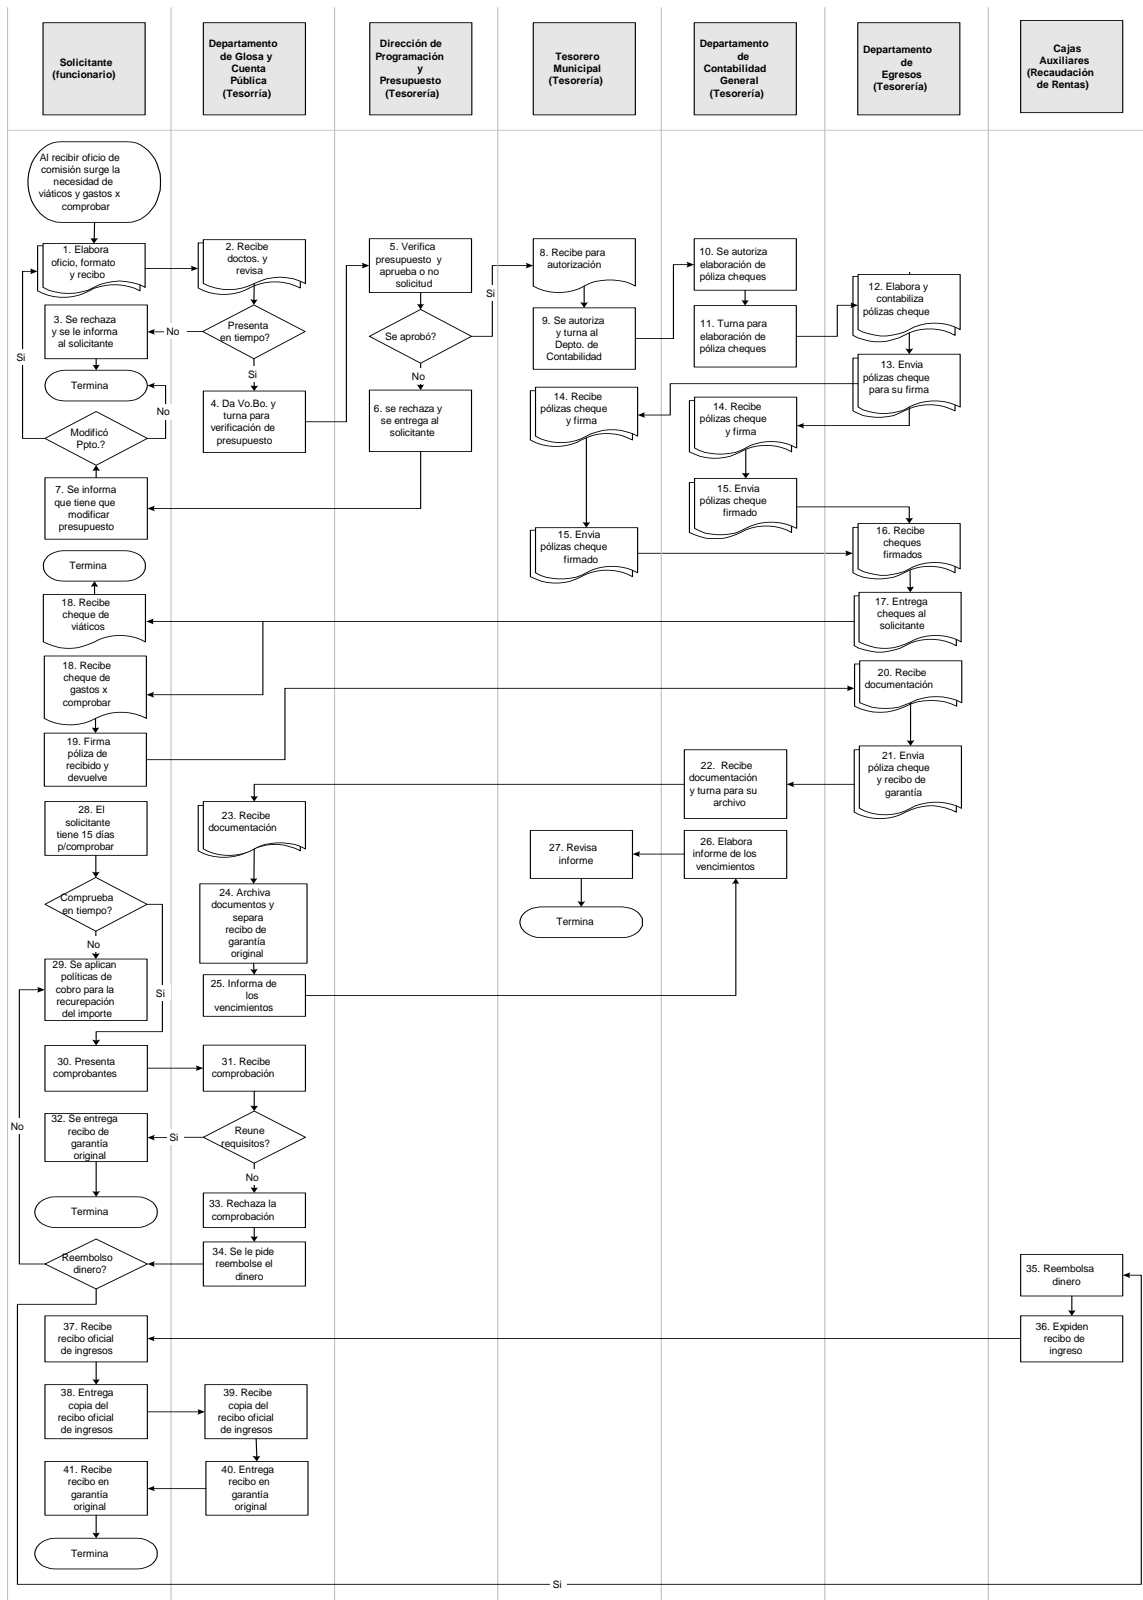 Solicitante
(funcionario)
Departamento
de Glosa y
Cuenta
Pública
(Tesorría)
Dirección de
Programación
y
Presupuesto
(Tesorería)
Tesorero
Municipal
(Tesorería)
Departamento
de
Contabilidad
General
(Tesorería)
Departamento
de
Egresos
(Tesorería)
Cajas
Auxiliares
(Recaudación
de Rentas)
Al recibir oficio de
comisión surge la
necesidad de
viáticos y gastos x
comprobar
1. Elabora
oficio, formato
y recibo
2. Recibe
doctos. y
revisa
5. Verifica
presupuesto y
aprueba o no
solicitud
Si
8. Recibe para
autorización
10. Se autoriza
elaboración de
póliza cheques
12. Elabora y
contabiliza
pólizas cheque
3. Se rechaza
y se le informa
al solicitante
No
Presenta
en tiempo?
Se aprobó?
9. Se autoriza
y turna al
Depto. de
Contabilidad
11. Turna para
elaboración de
póliza cheques
Si
Termina
Si
No
No
4. Da Vo.Bo. y
turna para
verificación de
presupuesto
6. se rechaza y
se entrega al
solicitante
14. Recibe
pólizas cheque
y firma
14. Recibe
pólizas cheque
y firma
13. Envia
pólizas cheque
para su firma
Modificó
Ppto.?
7. Se informa
que tiene que
modificar
presupuesto
15. Envia
pólizas cheque
firmado
15. Envia
pólizas cheque
firmado
16. Recibe
cheques
firmados
Termina
18. Recibe
cheque de
viáticos
17. Entrega
cheques al
solicitante
18. Recibe
cheque de
gastos x
comprobar
20. Recibe
documentación
19. Firma
póliza de
recibido y
devuelve
22. Recibe
documentación
y turna para su
archivo
21. Envia
póliza cheque
y recibo de
garantía
28. El
solicitante
tiene 15 días
p/comprobar
23. Recibe
documentación
27. Revisa
informe
26. Elabora
informe de los
vencimientos
Comprueba
en tiempo?
24. Archiva
documentos y
separa
recibo de
garantía
original
Termina
No
29. Se aplican
políticas de
cobro para la
recurepación
del importe
Si
25. Informa de
los
vencimientos
30. Presenta
comprobantes
31. Recibe
comprobación
No
32. Se entrega
recibo de
garantía
original
Si
Reune
requisitos?
No
Termina
33. Rechaza la
comprobación
Reembolso
dinero?
34. Se le pide
reembolse el
dinero
35. Reembolsa
dinero
37. Recibe
recibo oficial
de ingresos
36. Expiden
recibo de
ingreso
38. Entrega
copia del
recibo oficial
de ingresos
39. Recibe
copia del
recibo oficial
de ingresos
41. Recibe
recibo en
garantía
original
40. Entrega
recibo en
garantía
original
Termina
Si